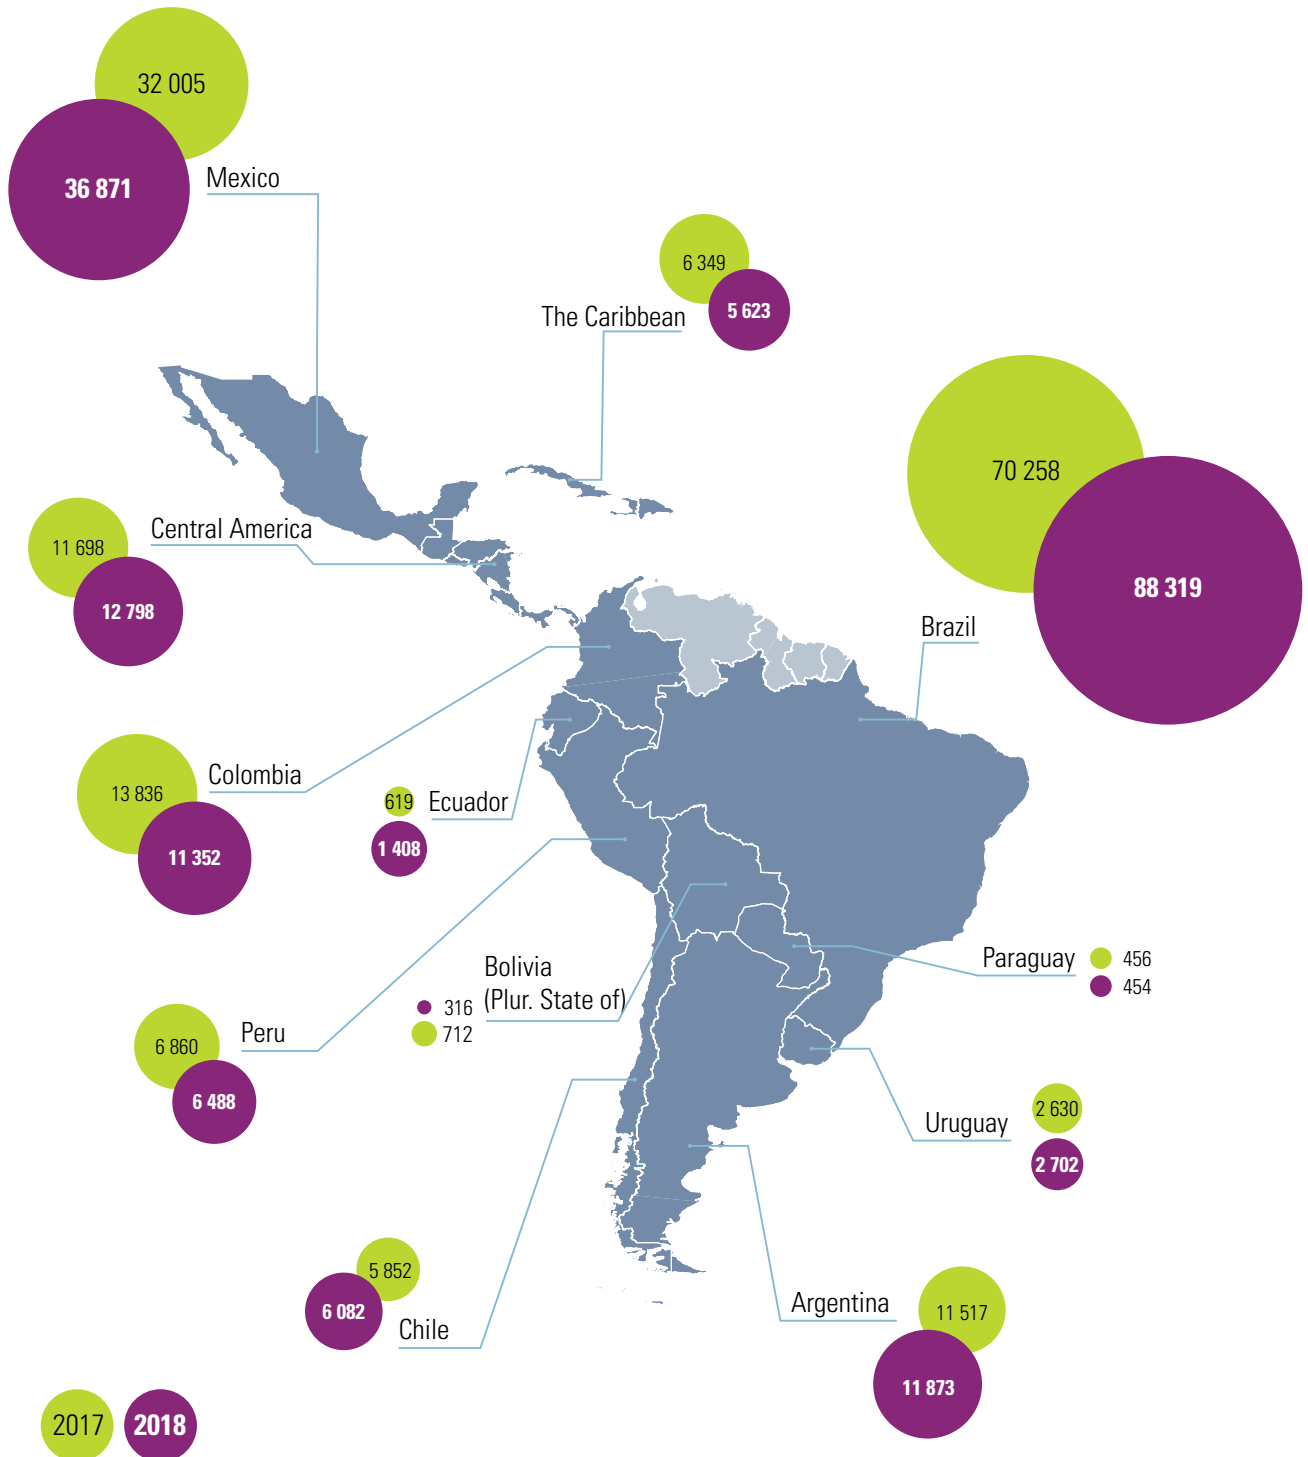 32 005
36 871
Mexico
6 349
5 623
The Caribbean
70 258
88 319
Brazil
11 698
12 798
Central America
13 836
11 352
Colombia
619
1 408
Ecuador
Bolivia
(Plur. State of)
316
712
Paraguay
456
454
6 860
6 488
Peru
2 630
2 702
Uruguay
5 852
6 082
Chile
Argentina
11 517
11 873
2017 2018